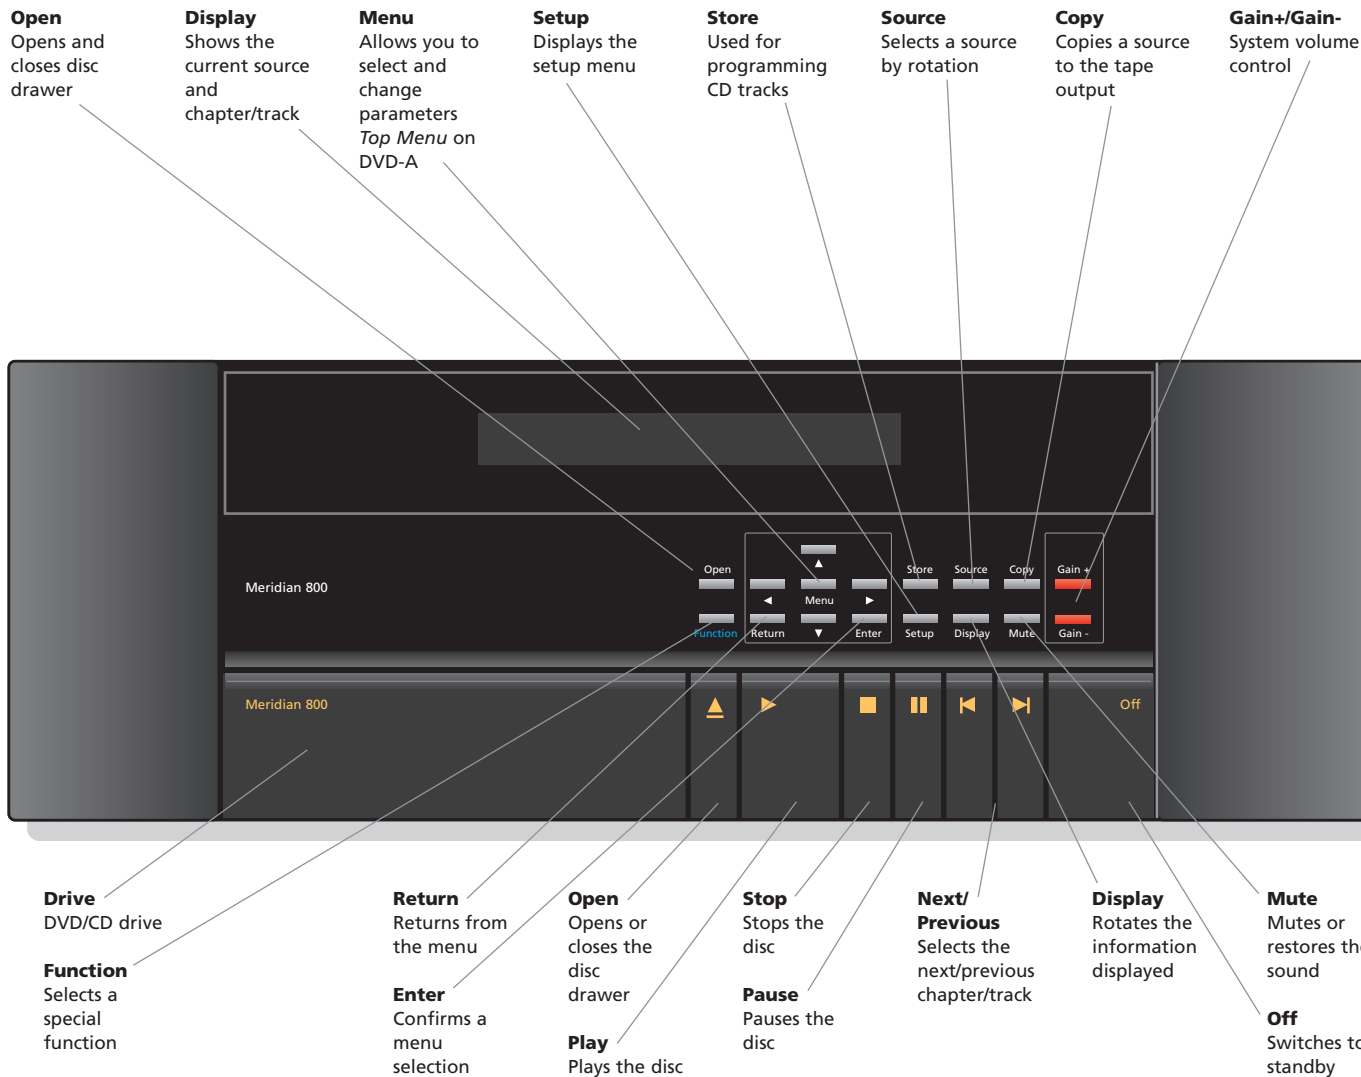 Open
Opens and
closes disc
drawer
Display
Shows the
current source
and
chapter/track
Menu
Allows you to
select and
change
parameters
Top Menu on
DVD-A
Setup
Displays the
setup menu
Store
Used for
programming
CD tracks
Source
Selects a source
by rotation
Copy
Copies a source
to the tape
output
Gain+/Gain-
System volume
control
Open
Store
Source
Copy
Gain +
Meridian 800
Menu
Function
Return
Enter
Setup
Display
Mute
Gain -
Meridian 800
Off
Drive
DVD/CD drive
Function
Selects a
special
function
Return
Returns from
the menu
Enter
Confirms a
menu
selection
Open
Opens or
closes the
disc
drawer
Play
Plays the disc
Stop
Stops the
disc
Pause
Pauses the
disc
Next/
Previous
Selects the
next/previous
chapter/track
Display
Rotates the
information
displayed
Mute
Mutes or
restores the
sound
Off
Switches to
standby